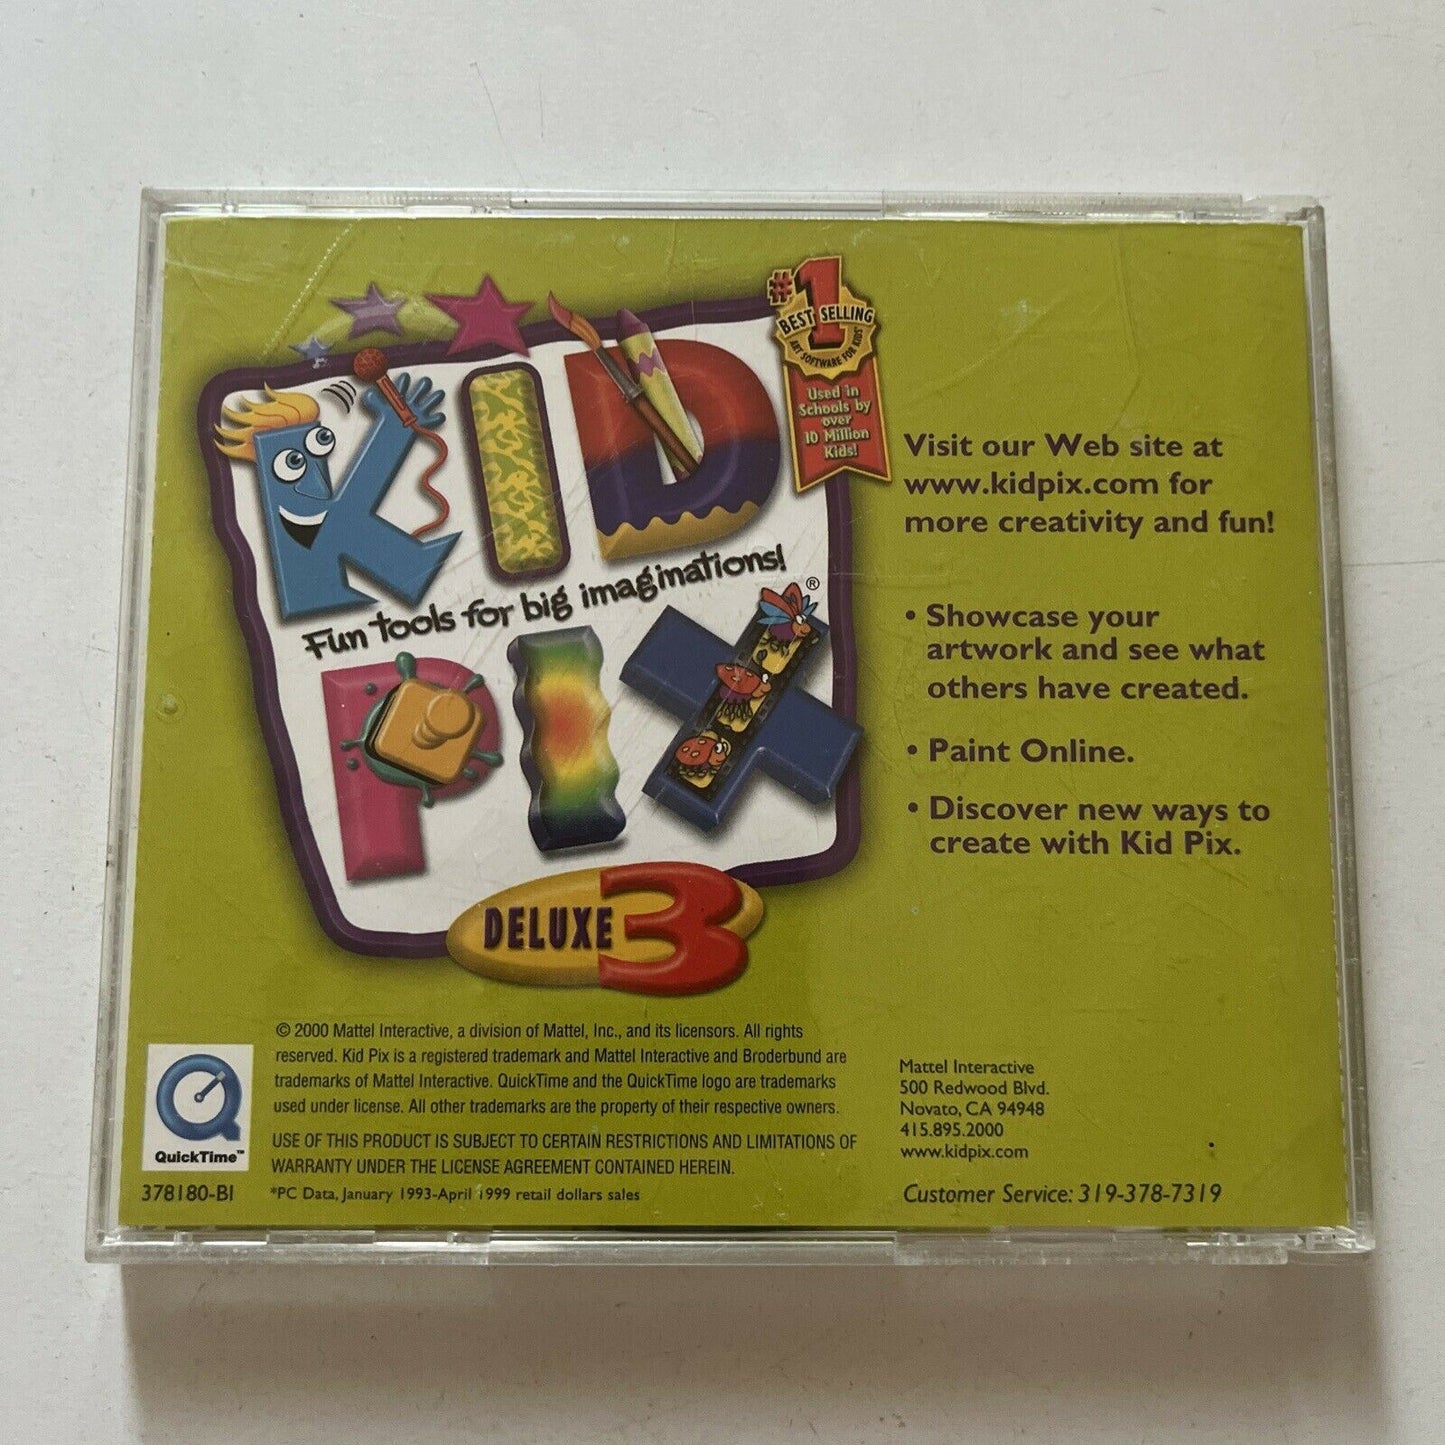 #1
BEST SELLING
ART SOFTWARE FOR KIDS*
Used in
Schools by
over
10 Million
Kids!
KID
Fun tools for big imaginations!
PIX®
DELUXE 3
Visit our Web site at
www.kidpix.com for
more creativity and fun!
• Showcase your
artwork and see what
others have created.
• Paint Online.
• Discover new ways to
create with Kid Pix.
© 2000 Mattel Interactive, a division of Mattel, Inc., and its licensors. All rights
reserved. Kid Pix is a registered trademark and Mattel Interactive and Broderbund are
trademarks of Mattel Interactive. QuickTime and the QuickTime logo are trademarks
used under license. All other trademarks are the property of their respective owners.
USE OF THIS PRODUCT IS SUBJECT TO CERTAIN RESTRICTIONS AND LIMITATIONS OF
WARRANTY UNDER THE LICENSE AGREEMENT CONTAINED HEREIN.
*PC Data, January 1993-April 1999 retail dollars sales
QuickTime™
378180-BI
Mattel Interactive
500 Redwood Blvd.
Novato, CA 94948
415.895.2000
www.kidpix.com
Customer Service: 319-378-7319